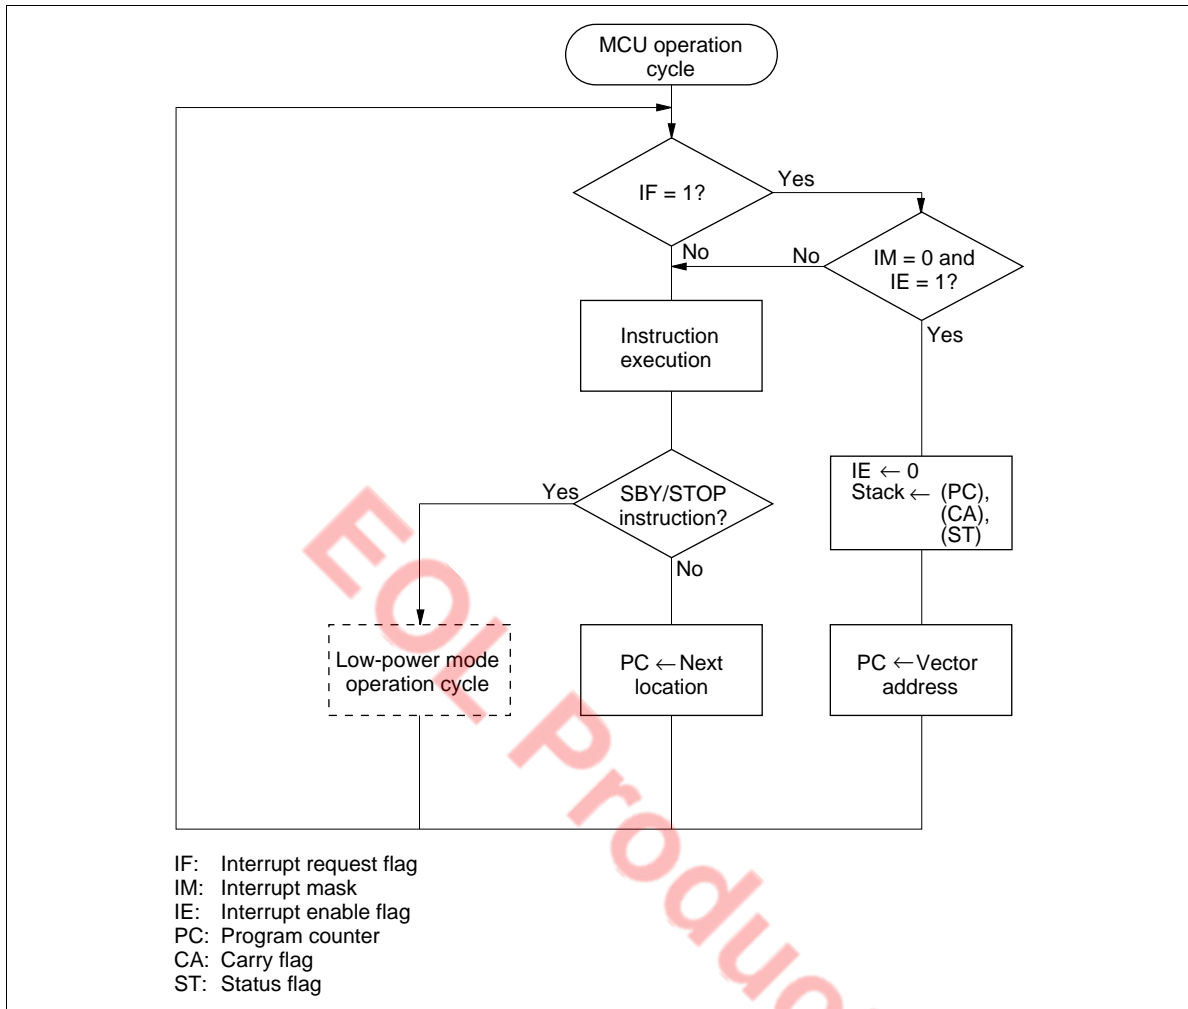 MCU operation
cycle
IF = 1?
Yes
No
No
IM = 0 and
IE = 1?
Yes
Instruction
execution
IE ← 0
Stack ← (PC),
(CA),
(ST)
Yes
SBY/STOP
instruction?
No
Low-power mode
operation cycle
PC ← Next
location
PC ← Vector
address
IF: Interrupt request flag
IM: Interrupt mask
IE: Interrupt enable flag
PC: Program counter
CA: Carry flag
ST: Status flag
EOL Produc